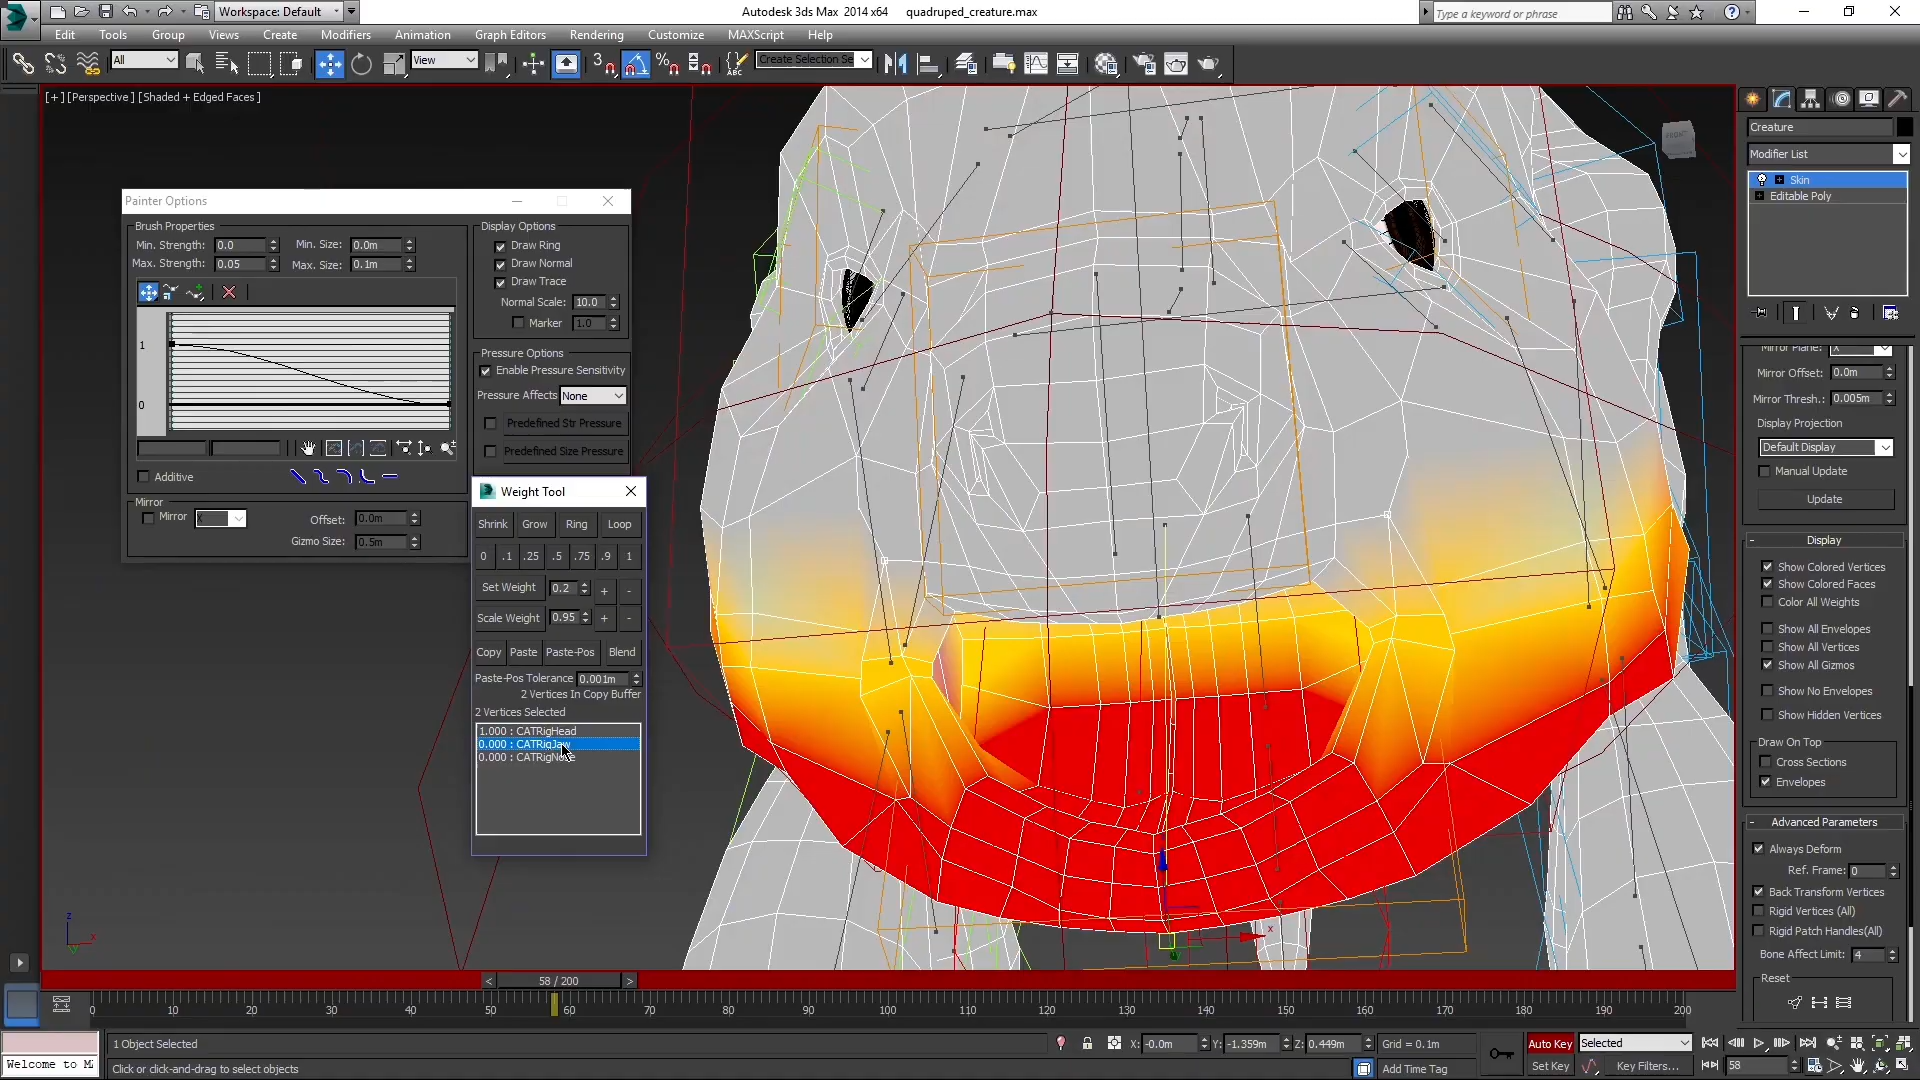 Workspace: Default
Autodesk 3ds Max 2014 x64 quadruped_creature.max
Type a keyword or phrase
Edit Tools Group Views Create Modifiers Animation Graph Editors Rendering Customize MAXScript Help
All
View
3
Create Selection Se
[+] [Perspective ] [Shaded + Edged Faces ]
FRONT
Creature
Modifier List
Skin
Editable Poly
Painter Options
Brush Properties
Min. Strength: 0.0 Min. Size: 0.0m
Max. Strength: 0.05 Max. Size: 0.1m
1
0
Additive
Mirror
Mirror X Offset: 0.0m
Gizmo Size: 0.5m
Display Options
Draw Ring
Draw Normal
Draw Trace
Normal Scale: 10.0
Marker 1.0
Pressure Options
Enable Pressure Sensitivity
Pressure Affects None
Predefined Str Pressure
Predefined Size Pressure
Weight Tool
Shrink Grow Ring Loop
0 .1 .25 .5 .75 .9 1
Set Weight 0.2 + -
Scale Weight 0.95 + -
Copy Paste Paste-Pos Blend
Paste-Pos Tolerance 0.001m
2 Vertices In Copy Buffer
2 Vertices Selected
1.000 : CATRigHead
0.000 : CATRigJaw
0.000 : CATRigNose
Mirror Plane: X
Mirror Offset: 0.0m
Mirror Thresh.: 0.005m
Display Projection
Default Display
Manual Update
Update
- Display
Show Colored Vertices
Show Colored Faces
Color All Weights
Show All Envelopes
Show All Vertices
Show All Gizmos
Show No Envelopes
Show Hidden Vertices
Draw On Top
Cross Sections
Envelopes
- Advanced Parameters
Always Deform
Ref. Frame: 0
Back Transform Vertices
Rigid Vertices (All)
Rigid Patch Handles(All)
Bone Affect Limit: 4
Reset
z
x
x
< 58 / 200 >
0 10 20 30 40 50 60 70 80 90 100 110 120 130 140 150 160 170 180 190 200
1 Object Selected
X: -0.0m Y: -1.359m Z: 0.449m Grid = 0.1m
Auto Key Selected
Welcome to M
Click or click-and-drag to select objects
Add Time Tag
Set Key Key Filters... 58